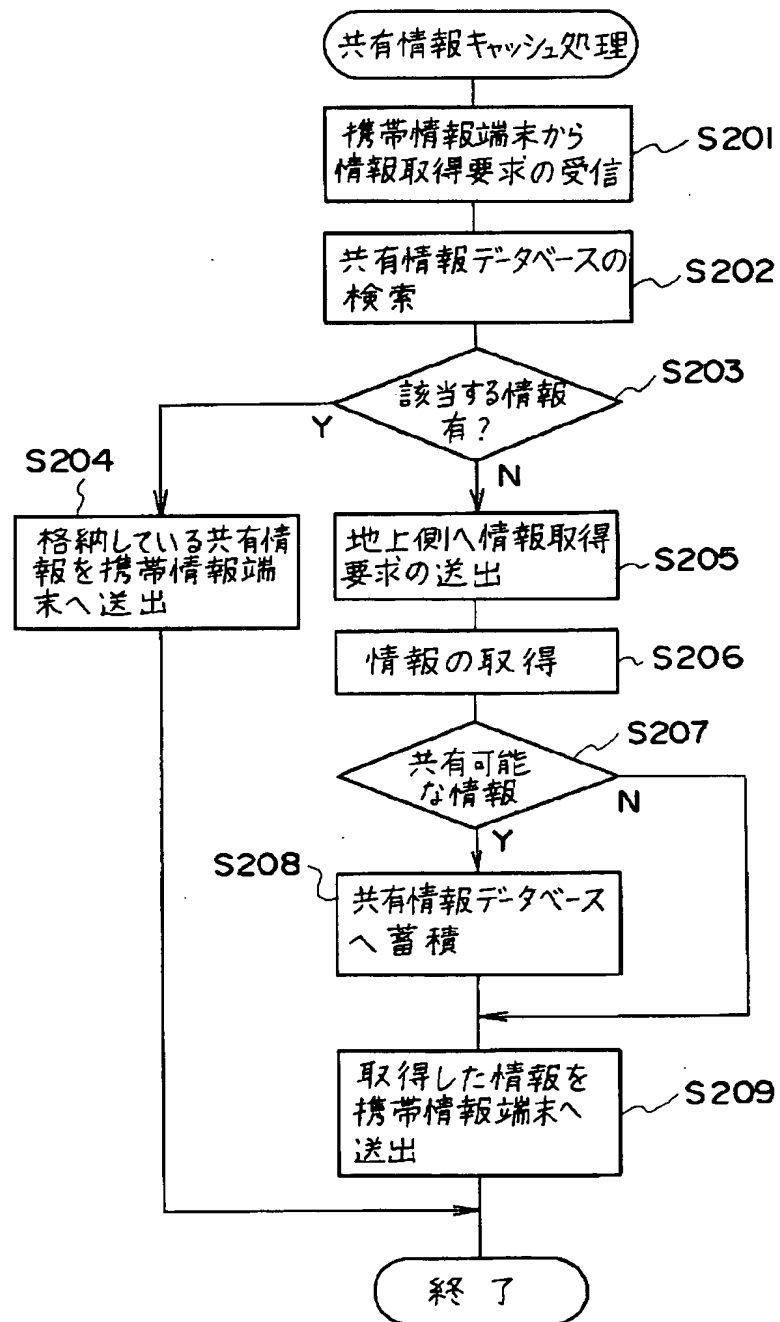 共有情報キャッシュ処理
携帯情報端末から
情報取得要求の受信
S201
共有情報データベースの
検索
S202
該当する情報
有?
S203
Y
N
S204
格納している共有情
報を携帯情報端
末へ送出
地上側へ情報取得
要求の送出
S205
情報の取得
S206
共有可能
な情報
S207
N
Y
S208
共有情報データベース
へ蓄積
取得した情報を
携帯情報端末へ
送出
S209
終了